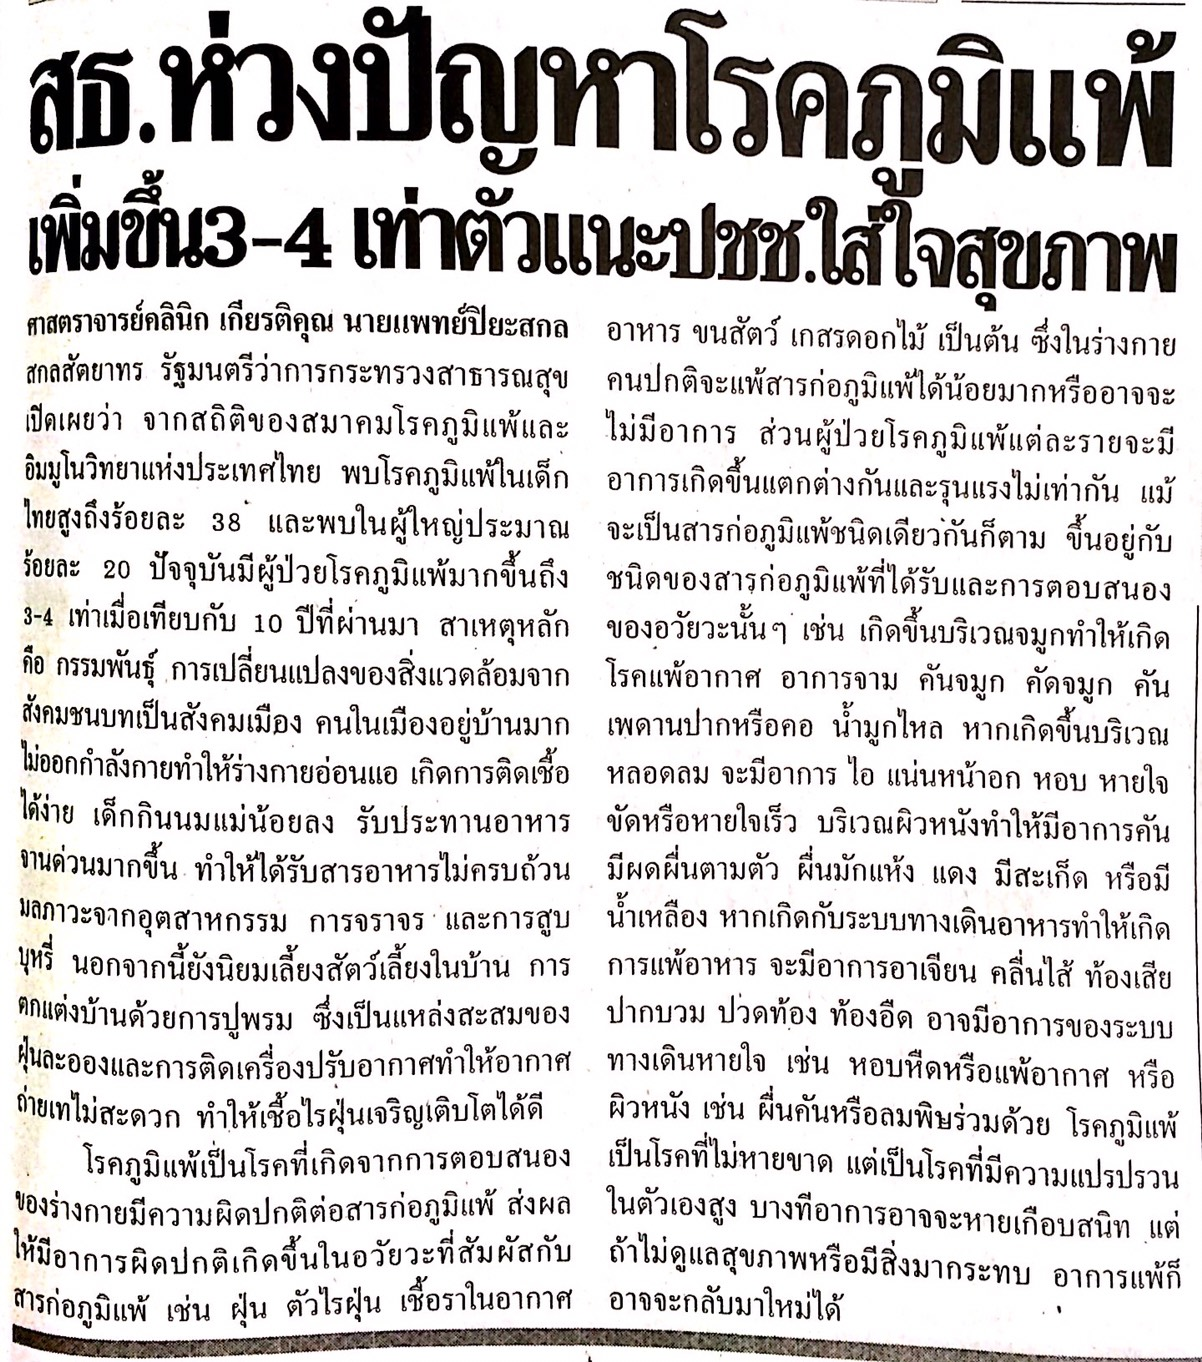 สธ.ห่วงปัญหาโรคภูมิแพ้
เพิ่มขึ้น3-4 เท่าตัวแนะปชช.ใส่ใจสุขภาพ
ศาสตราจารย์คลินิก เกียรติคุณ นายแพทย์ปิยะสกล
สกลสัตยาทร รัฐมนตรีว่าการกระทรวงสาธารณสุข
เปิดเผยว่า จากสถิติของสมาคมโรคภูมิแพ้และ
อิมมูโนวิทยาแห่งประเทศไทย พบโรคภูมิแพ้ในเด็ก
ไทยสูงถึงร้อยละ 38 และพบในผู้ใหญ่ประมาณ
ร้อยละ 20 ปัจจุบันมีผู้ป่วยโรคภูมิแพ้มากขึ้นถึง
3-4 เท่าเมื่อเทียบกับ 10 ปีที่ผ่านมา สาเหตุหลัก
คือ กรรมพันธุ์ การเปลี่ยนแปลงของสิ่งแวดล้อมจาก
สังคมชนบทเป็นสังคมเมือง คนในเมืองอยู่บ้านมาก
ไม่ออกกำลังกายทำให้ร่างกายอ่อนแอ เกิดการติดเชื้อ
ได้ง่าย เด็กกินนมแม่น้อยลง รับประทานอาหาร
จานด่วนมากขึ้น ทำให้ได้รับสารอาหารไม่ครบถ้วน
มลภาวะจากอุตสาหกรรม การจราจร และการสูบ
บุหรี่ นอกจากนี้ยังนิยมเลี้ยงสัตว์เลี้ยงในบ้าน การ
ตกแต่งบ้านด้วยการปูพรม ซึ่งเป็นแหล่งสะสมของ
ฝุ่นละอองและการติดเครื่องปรับอากาศทำให้อากาศ
ถ่ายเทไม่สะดวก ทำให้เชื้อไรฝุ่นเจริญเติบโตได้ดี
โรคภูมิแพ้เป็นโรคที่เกิดจากการตอบสนอง
ของร่างกายมีความผิดปกติต่อสารก่อภูมิแพ้ ส่งผล
ให้มีอาการผิดปกติเกิดขึ้นในอวัยวะที่สัมผัสกับ
สารก่อภูมิแพ้ เช่น ฝุ่น ตัวไรฝุ่น เชื้อราในอากาศ
อาหาร ขนสัตว์ เกสรดอกไม้ เป็นต้น ซึ่งในร่างกาย
คนปกติจะแพ้สารก่อภูมิแพ้ได้น้อยมากหรืออาจจะ
ไม่มีอาการ ส่วนผู้ป่วยโรคภูมิแพ้แต่ละรายจะมี
อาการเกิดขึ้นแตกต่างกันและรุนแรงไม่เท่ากัน แม้
จะเป็นสารก่อภูมิแพ้ชนิดเดียวกันก็ตาม ขึ้นอยู่กับ
ชนิดของสารก่อภูมิแพ้ที่ได้รับและการตอบสนอง
ของอวัยวะนั้นๆ เช่น เกิดขึ้นบริเวณจมูกทำให้เกิด
โรคแพ้อากาศ อาการจาม คันจมูก คัดจมูก คัน
เพดานปากหรือคอ น้ำมูกไหล หากเกิดขึ้นบริเวณ
หลอดลม จะมีอาการ ไอ แน่นหน้าอก หอบ หายใจ
ขัดหรือหายใจเร็ว บริเวณผิวหนังทำให้มีอาการคัน
มีผดผื่นตามตัว ผื่นมักแห้ง แดง มีสะเก็ด หรือมี
น้ำเหลือง หากเกิดกับระบบทางเดินอาหารทำให้เกิด
การแพ้อาหาร จะมีอาการอาเจียน คลื่นไส้ ท้องเสีย
ปากบวม ปวดท้อง ท้องอืด อาจมีอาการของระบบ
ทางเดินหายใจ เช่น หอบหืดหรือแพ้อากาศ หรือ
ผิวหนัง เช่น ผื่นคันหรือลมพิษร่วมด้วย โรคภูมิแพ้
เป็นโรคที่ไม่หายขาด แต่เป็นโรคที่มีความแปรปรวน
ในตัวเองสูง บางทีอาการอาจจะหายเกือบสนิท แต่
ถ้าไม่ดูแลสุขภาพหรือมีสิ่งมากระทบ อาการแพ้ก็
อาจจะกลับมาใหม่ได้